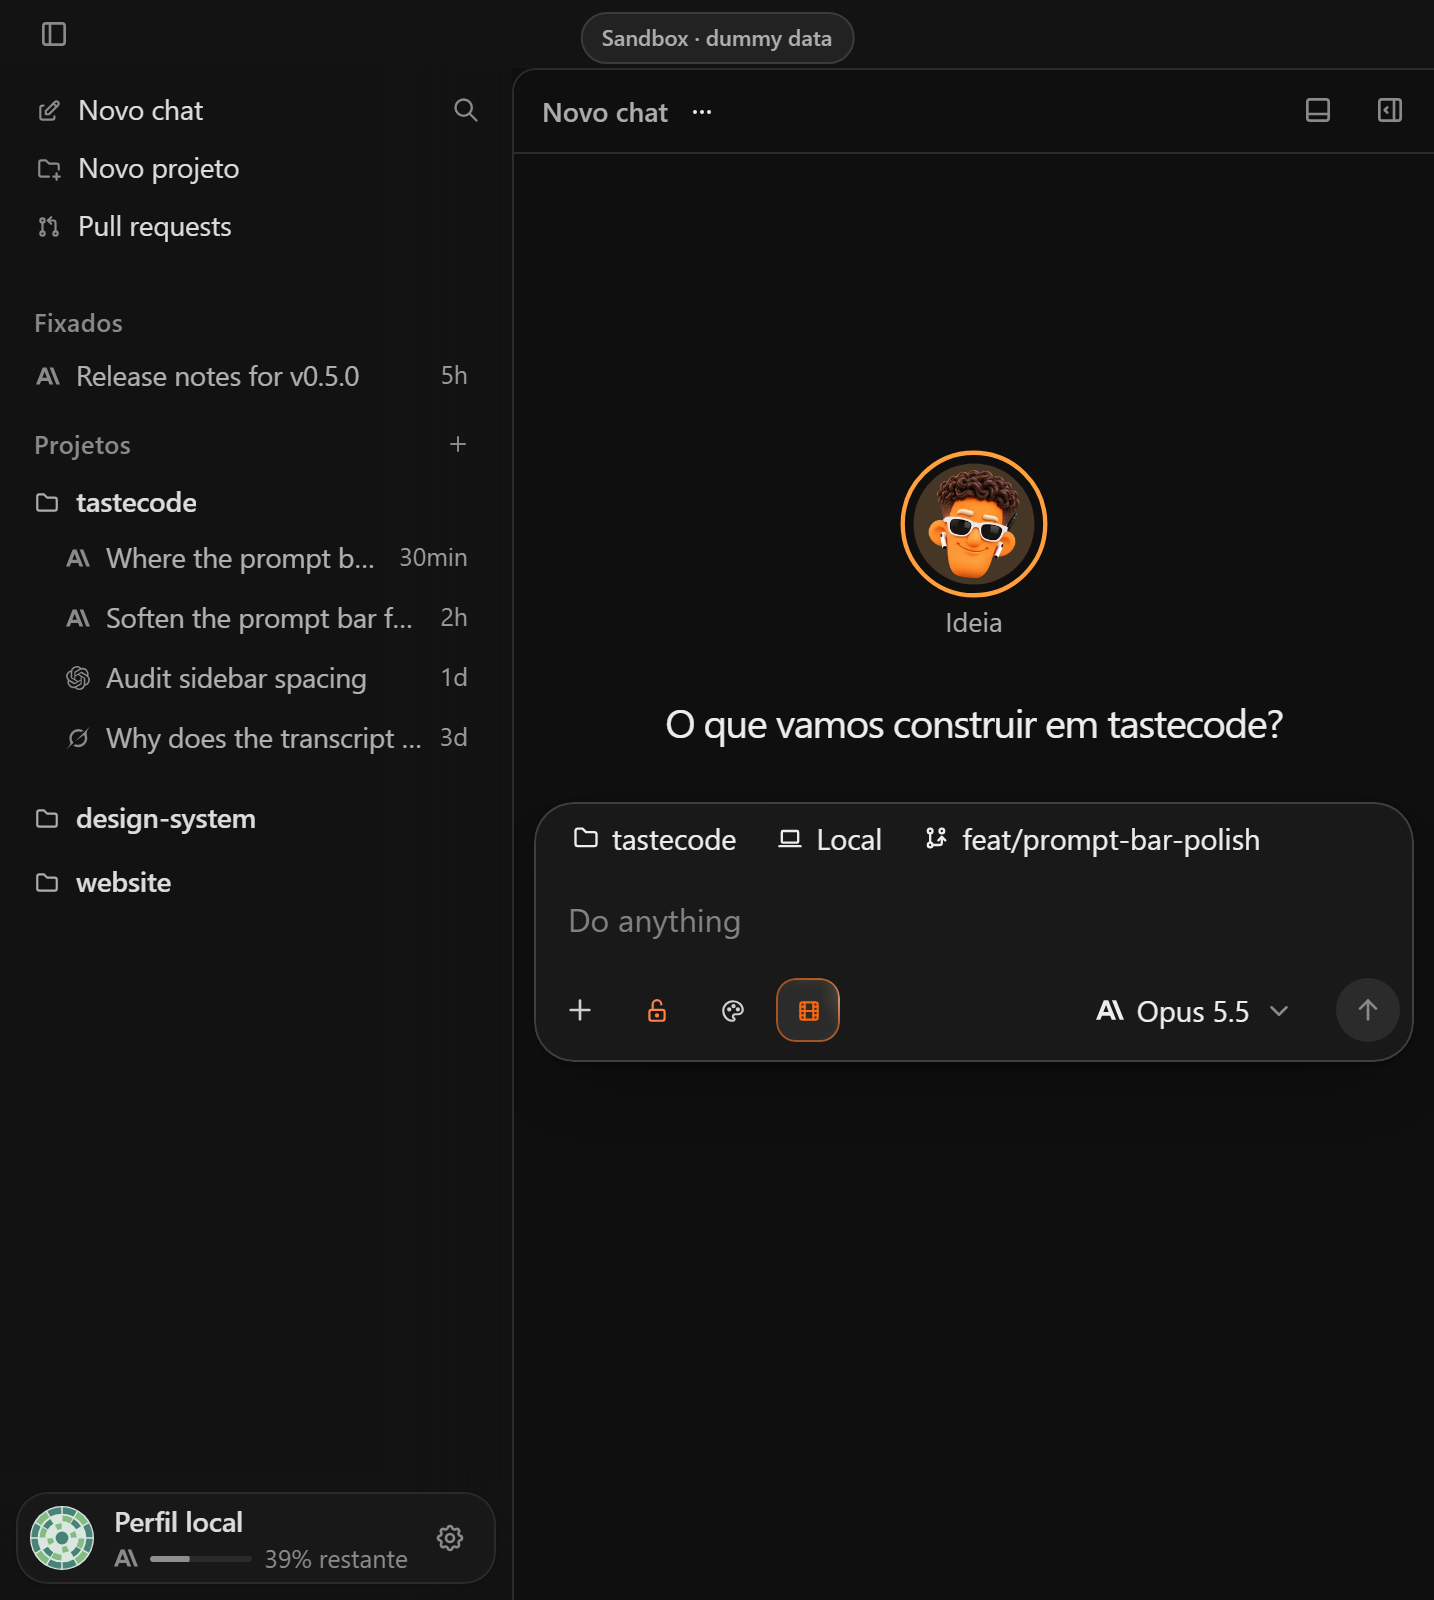 Sandbox · dummy data
Novo chat
Novo projeto
Pull requests
Fixados
Release notes for v0.5.0 5h
Projetos
tastecode
Where the prompt b... 30min
Soften the prompt bar f... 2h
Audit sidebar spacing 1d
Why does the transcript ... 3d
design-system
website
Perfil local
39% restante
Novo chat
Ideia
O que vamos construir em tastecode?
tastecode Local feat/prompt-bar-polish
Do anything
Opus 5.5